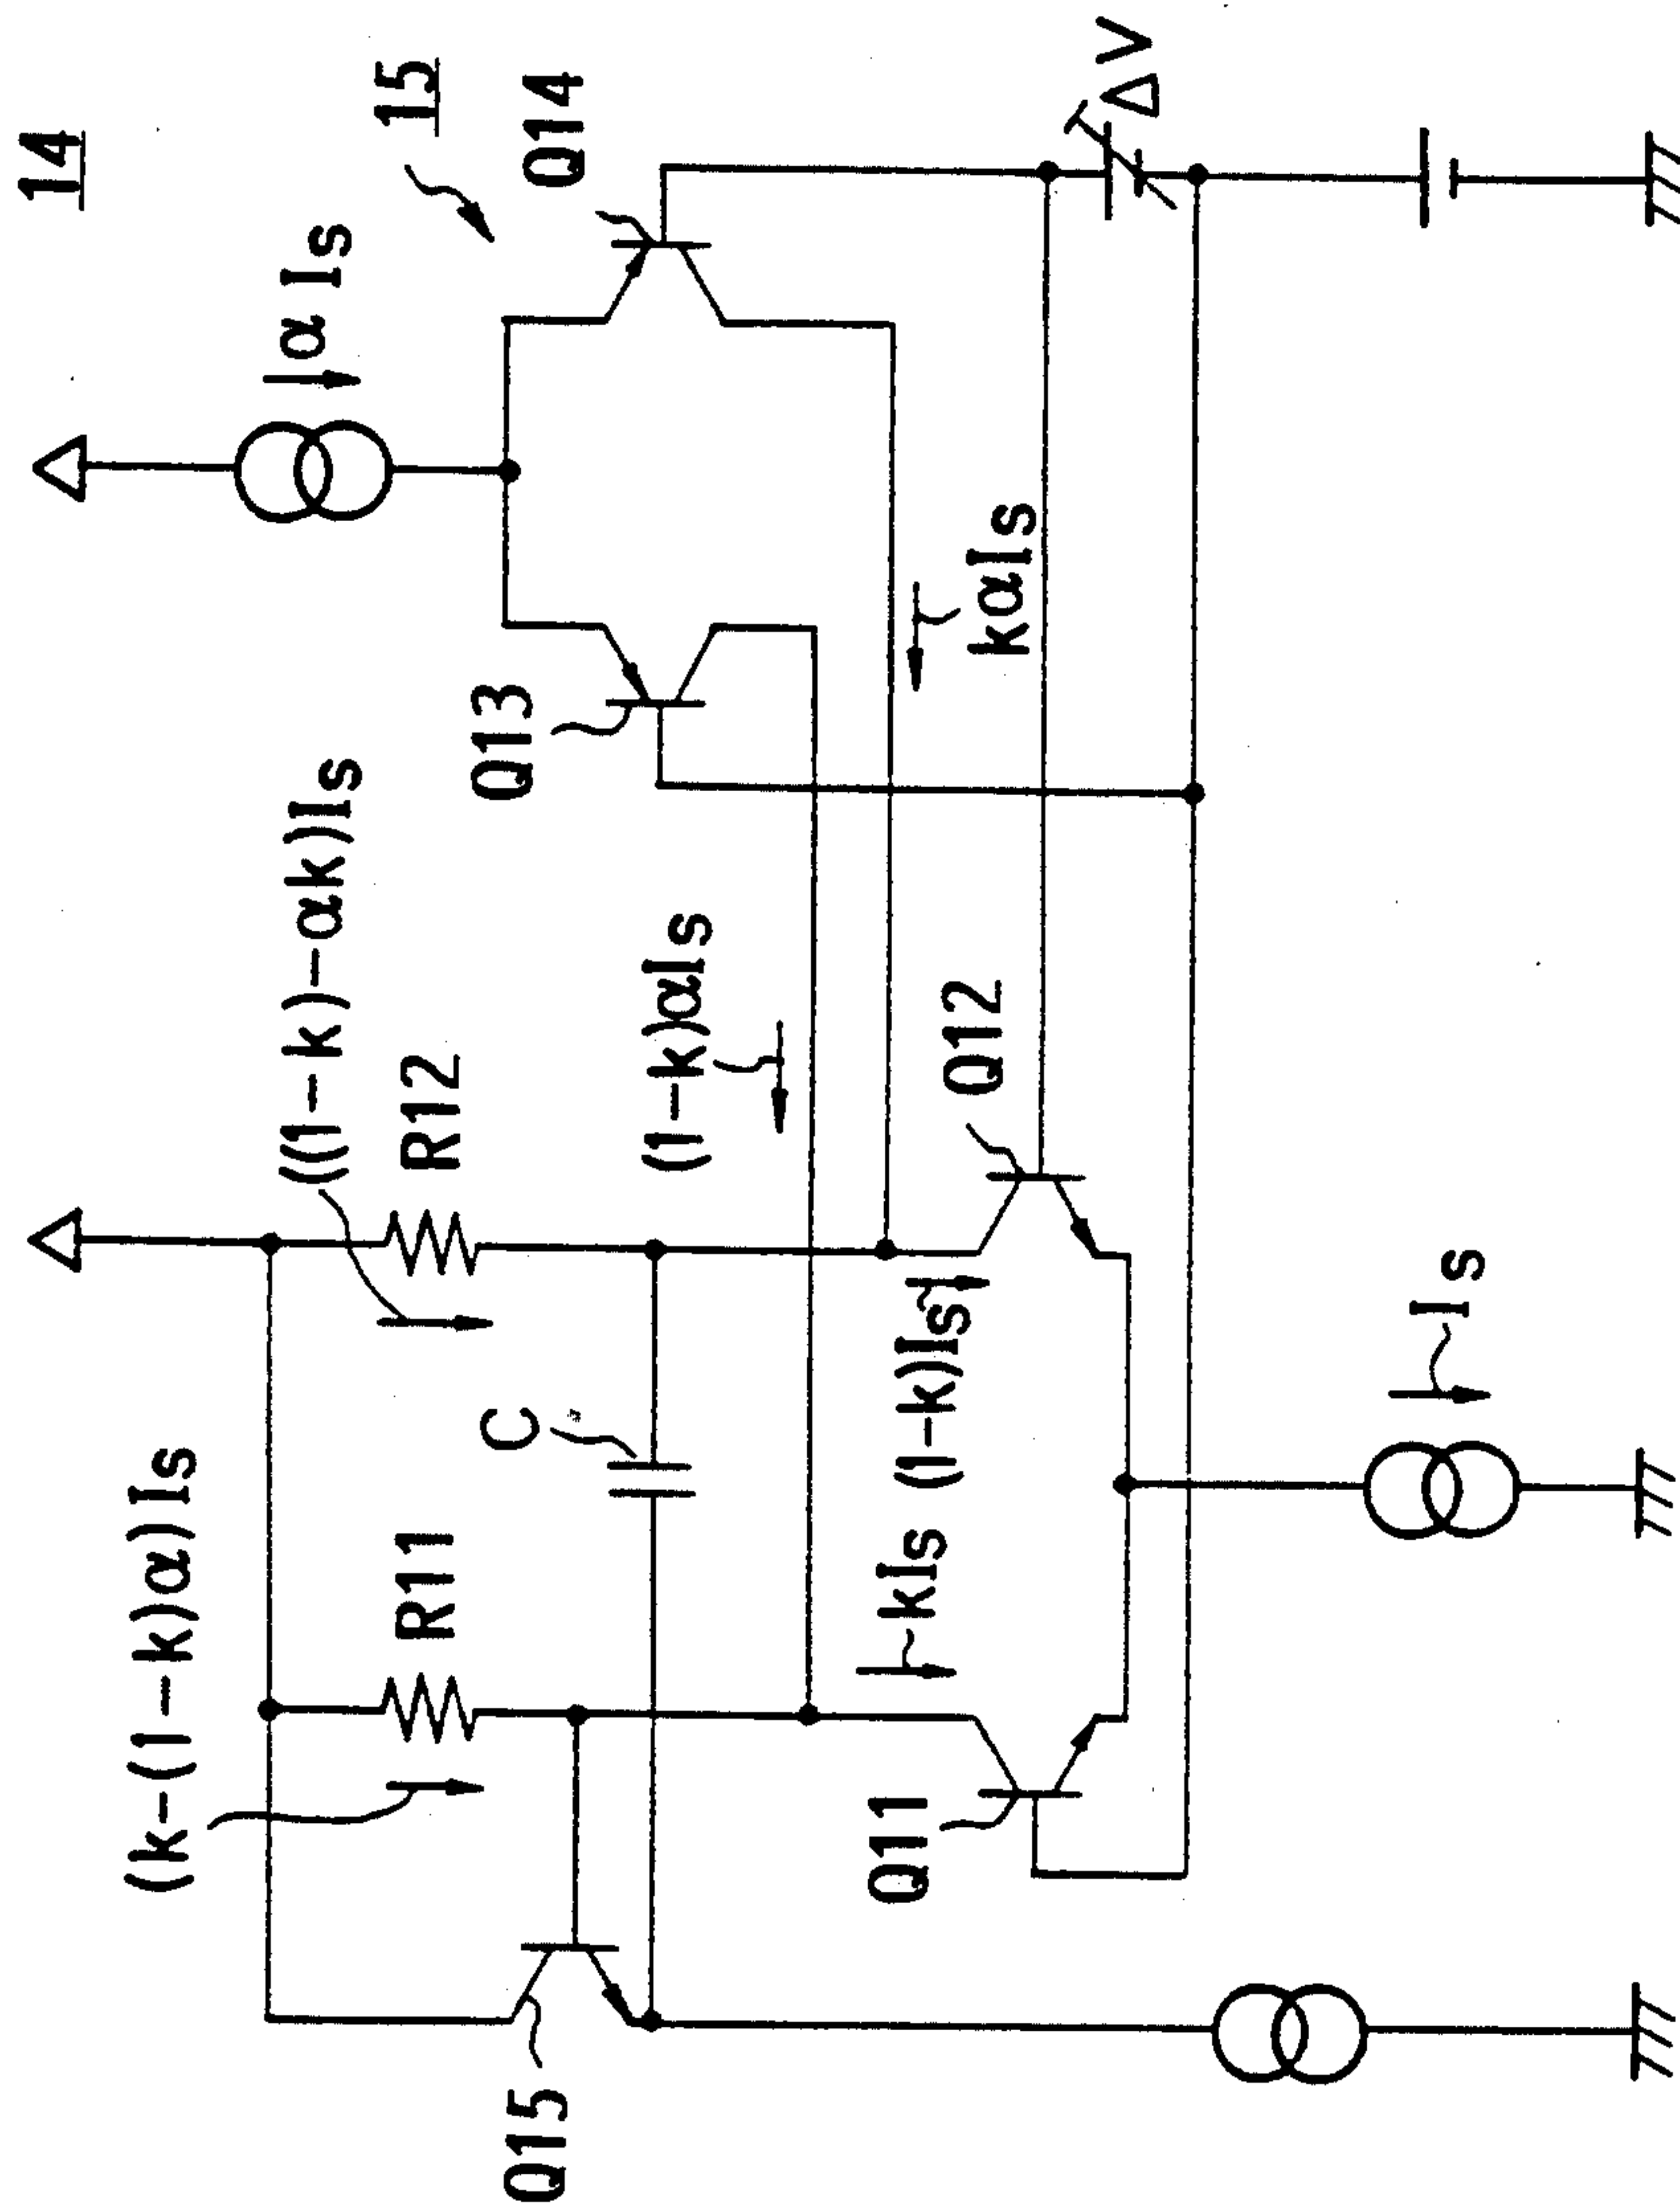 14
15
αIs
Q14
Q13
((1-k)-αk)Is
R12
(k-(1-k)α)Is
R11
(1-k)αIs
kαIs
C
Q15
Q12
(1-k)Is
kIs
Q11
ΔV
Is